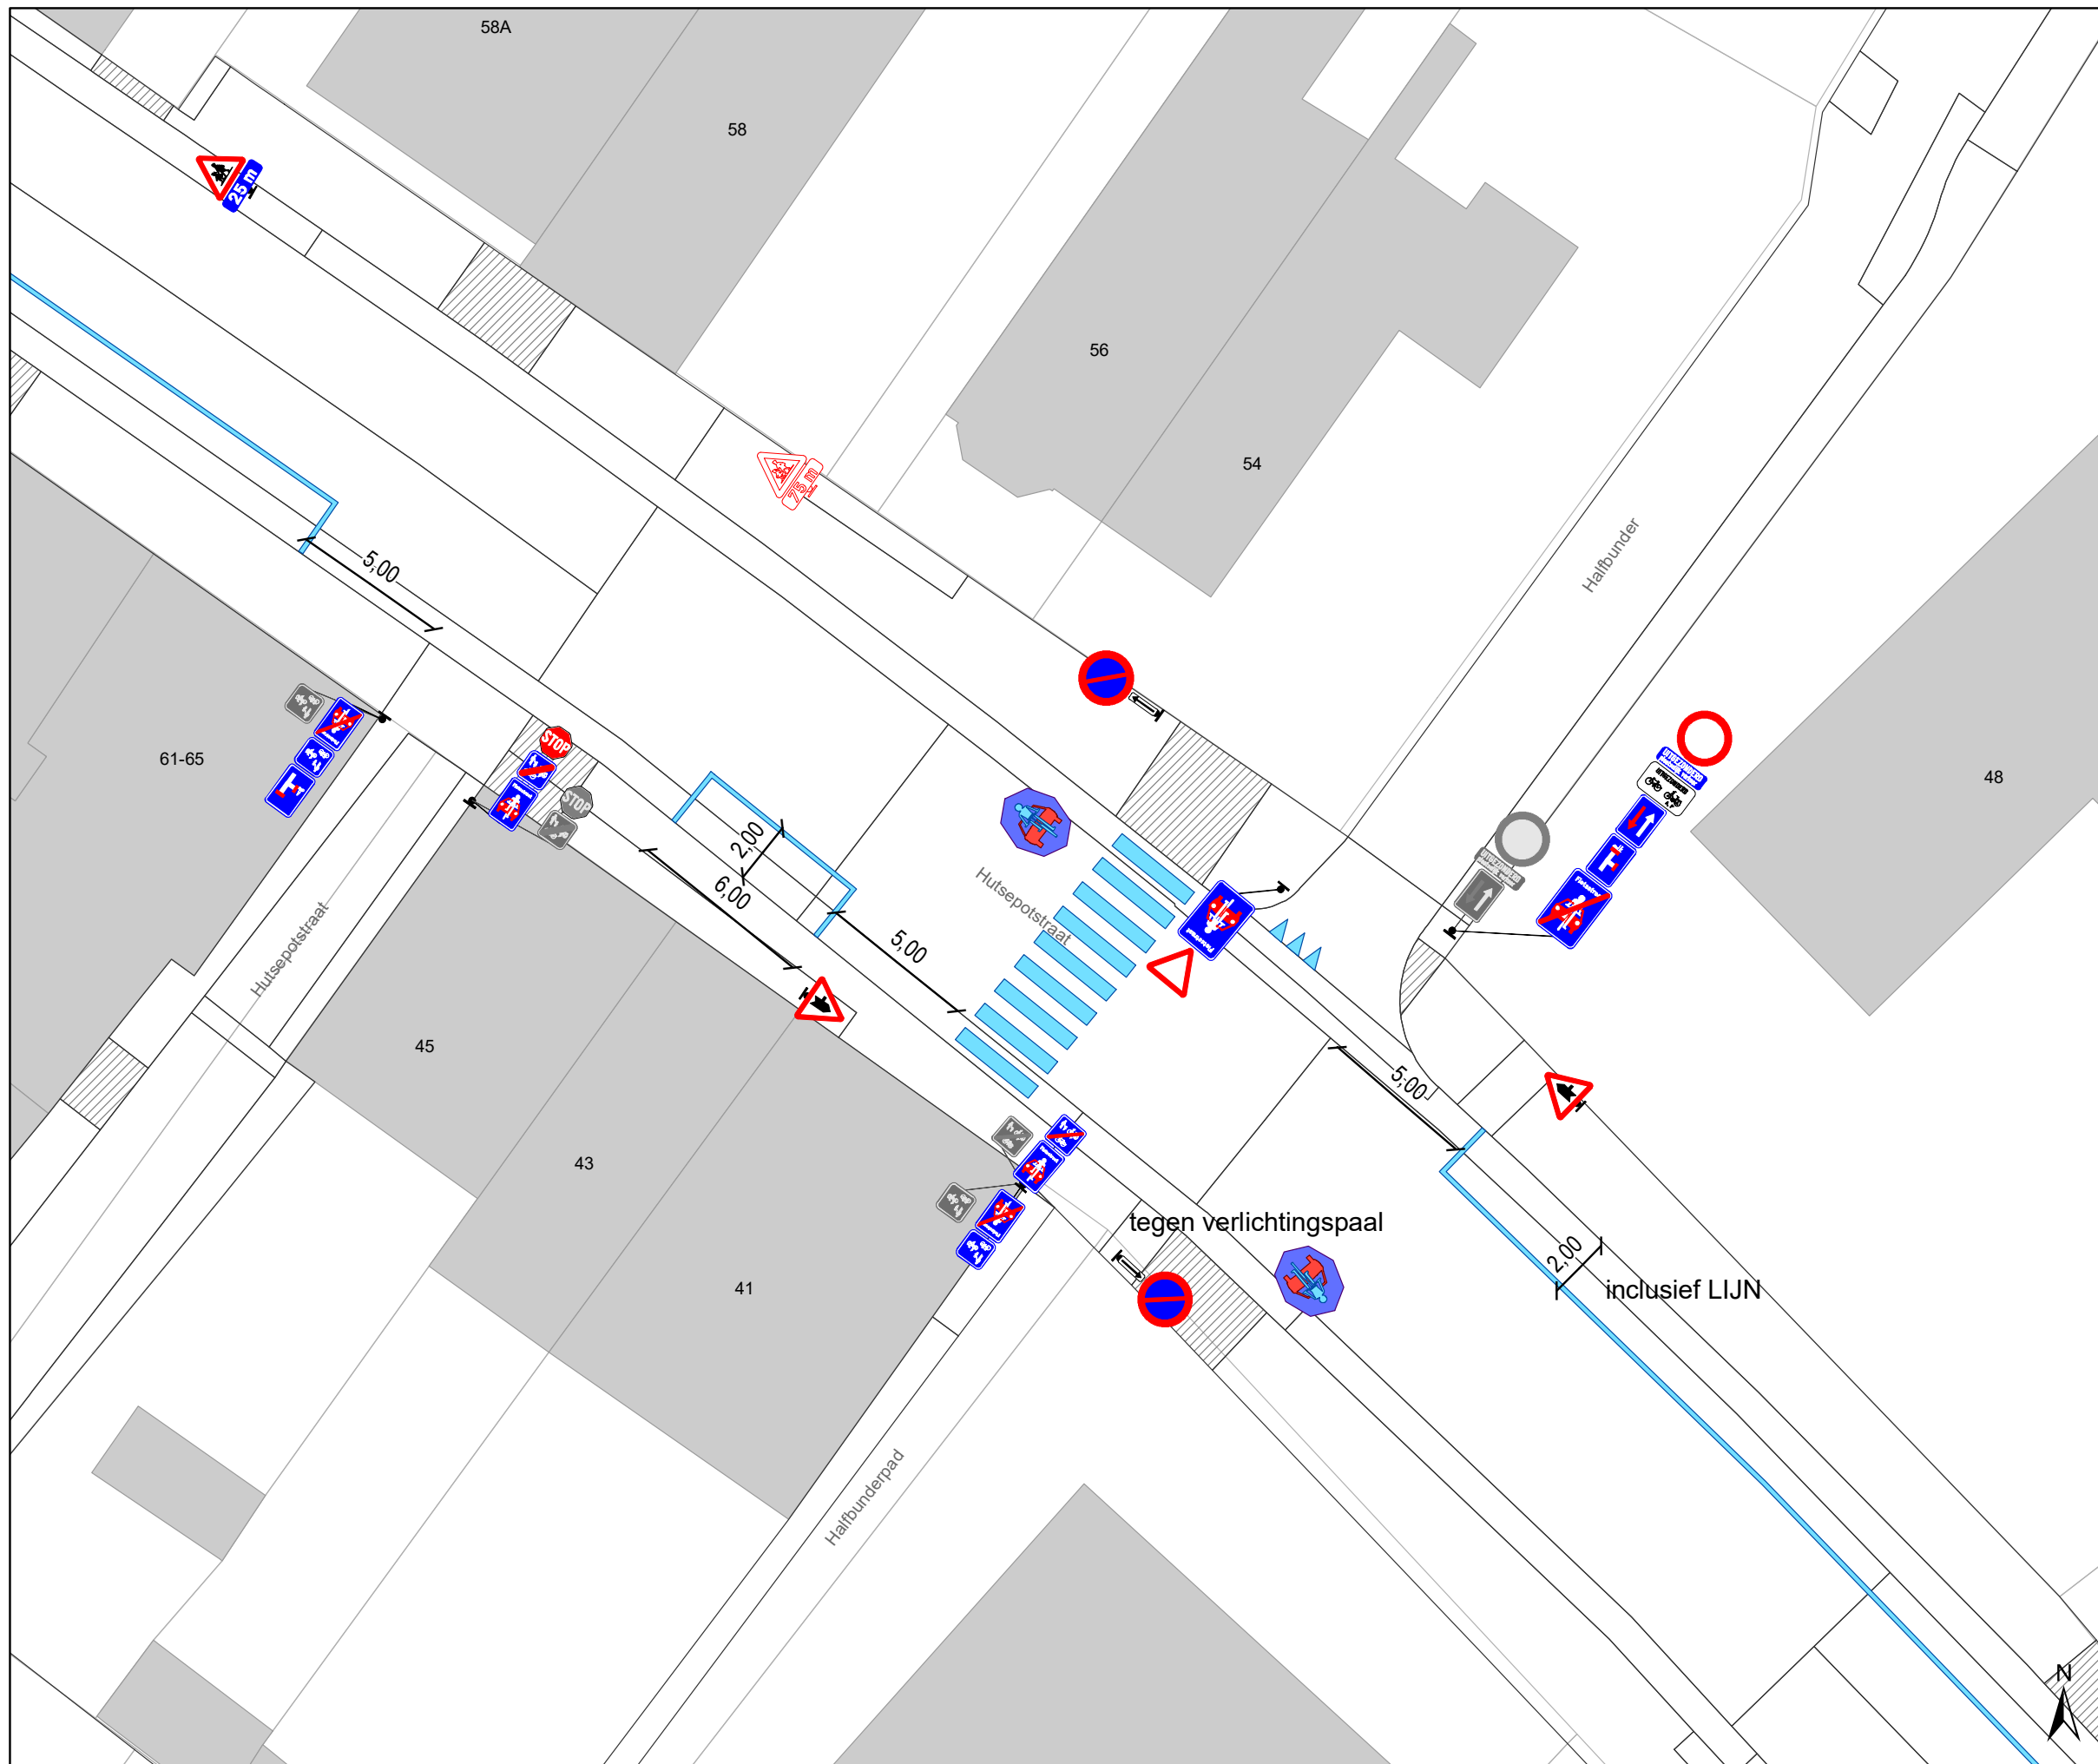 58A
58
25 m
56
54
75 m
Halfbunder
5,00
61-65
STOP
STOP
48
2,00
6,00
Hutsepotstraat
5,00
Fietsstraat
Hutsepotstraat
45
5,00
43
tegen verlichtingspaal
2,00
inclusief LIJN
41
Halfbunderpad
N